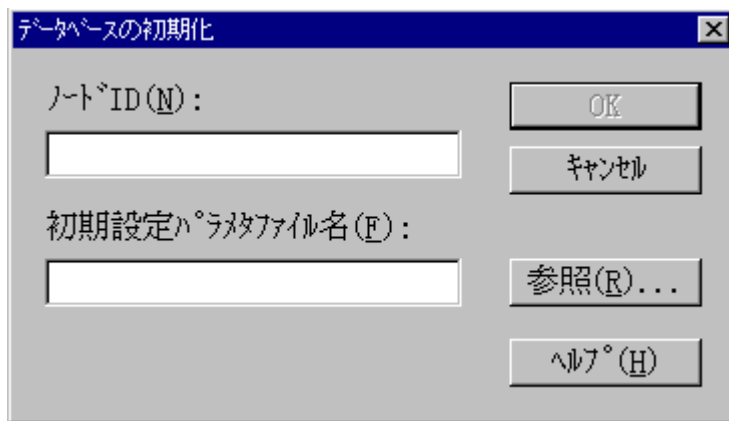 ﾃﾞｰﾀﾍﾞｰｽの初期化
ﾉｰﾄﾞID(N):
OK
ｷｬﾝｾﾙ
初期設定ﾊﾟﾗﾒﾀﾌｧｲﾙ名(F):
参照(R)...
ﾍﾙﾌﾟ(H)